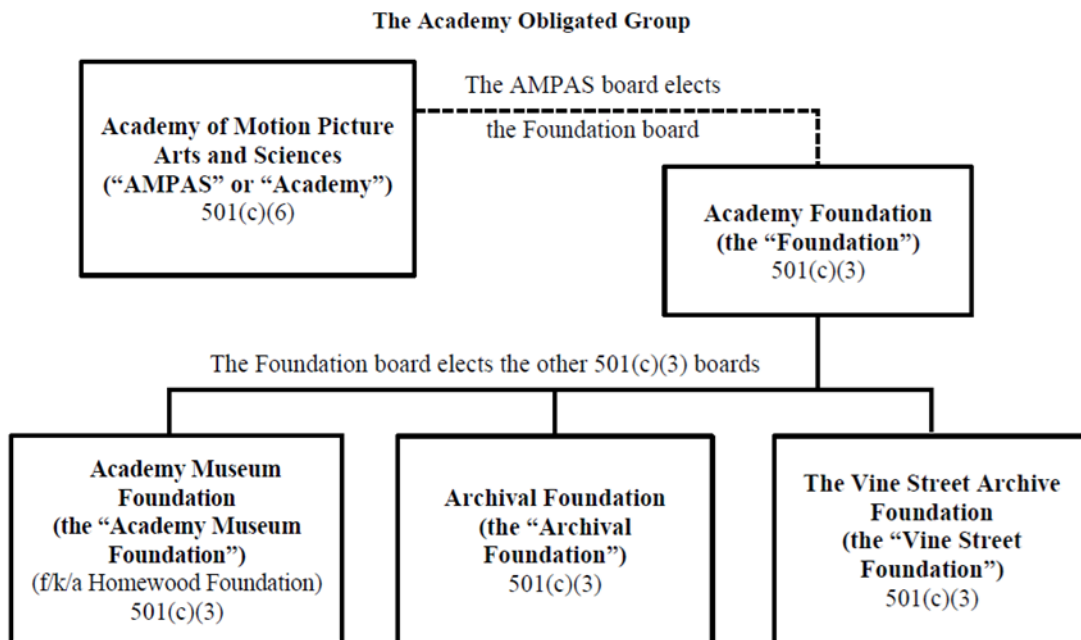 The Academy Obligated Group
The AMPAS board elects
the Foundation board
Academy of Motion Picture
Arts and Sciences
(“AMPAS” or “Academy”)
501(c)(6)
Academy Foundation
(the “Foundation”)
501(c)(3)
The Foundation board elects the other 501(c)(3) boards
Academy Museum
Foundation
(the “Academy Museum
Foundation”)
(f/k/a Homewood Foundation)
501(c)(3)
Archival Foundation
(the “Archival
Foundation”)
501(c)(3)
The Vine Street Archive
Foundation
(the “Vine Street
Foundation”)
501(c)(3)